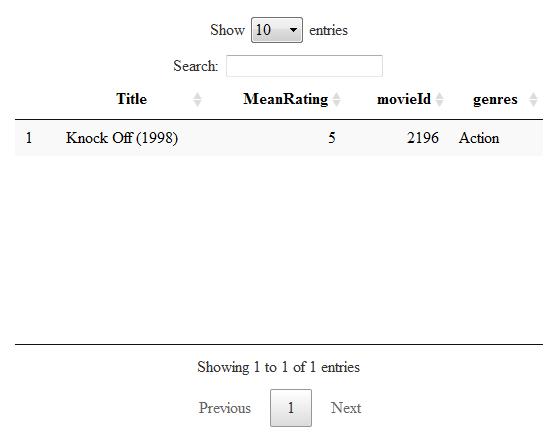 Show 10 entries
Search:
Title MeanRating movieId genres
1 Knock Off (1998) 5 2196 Action
Showing 1 to 1 of 1 entries
Previous 1 Next